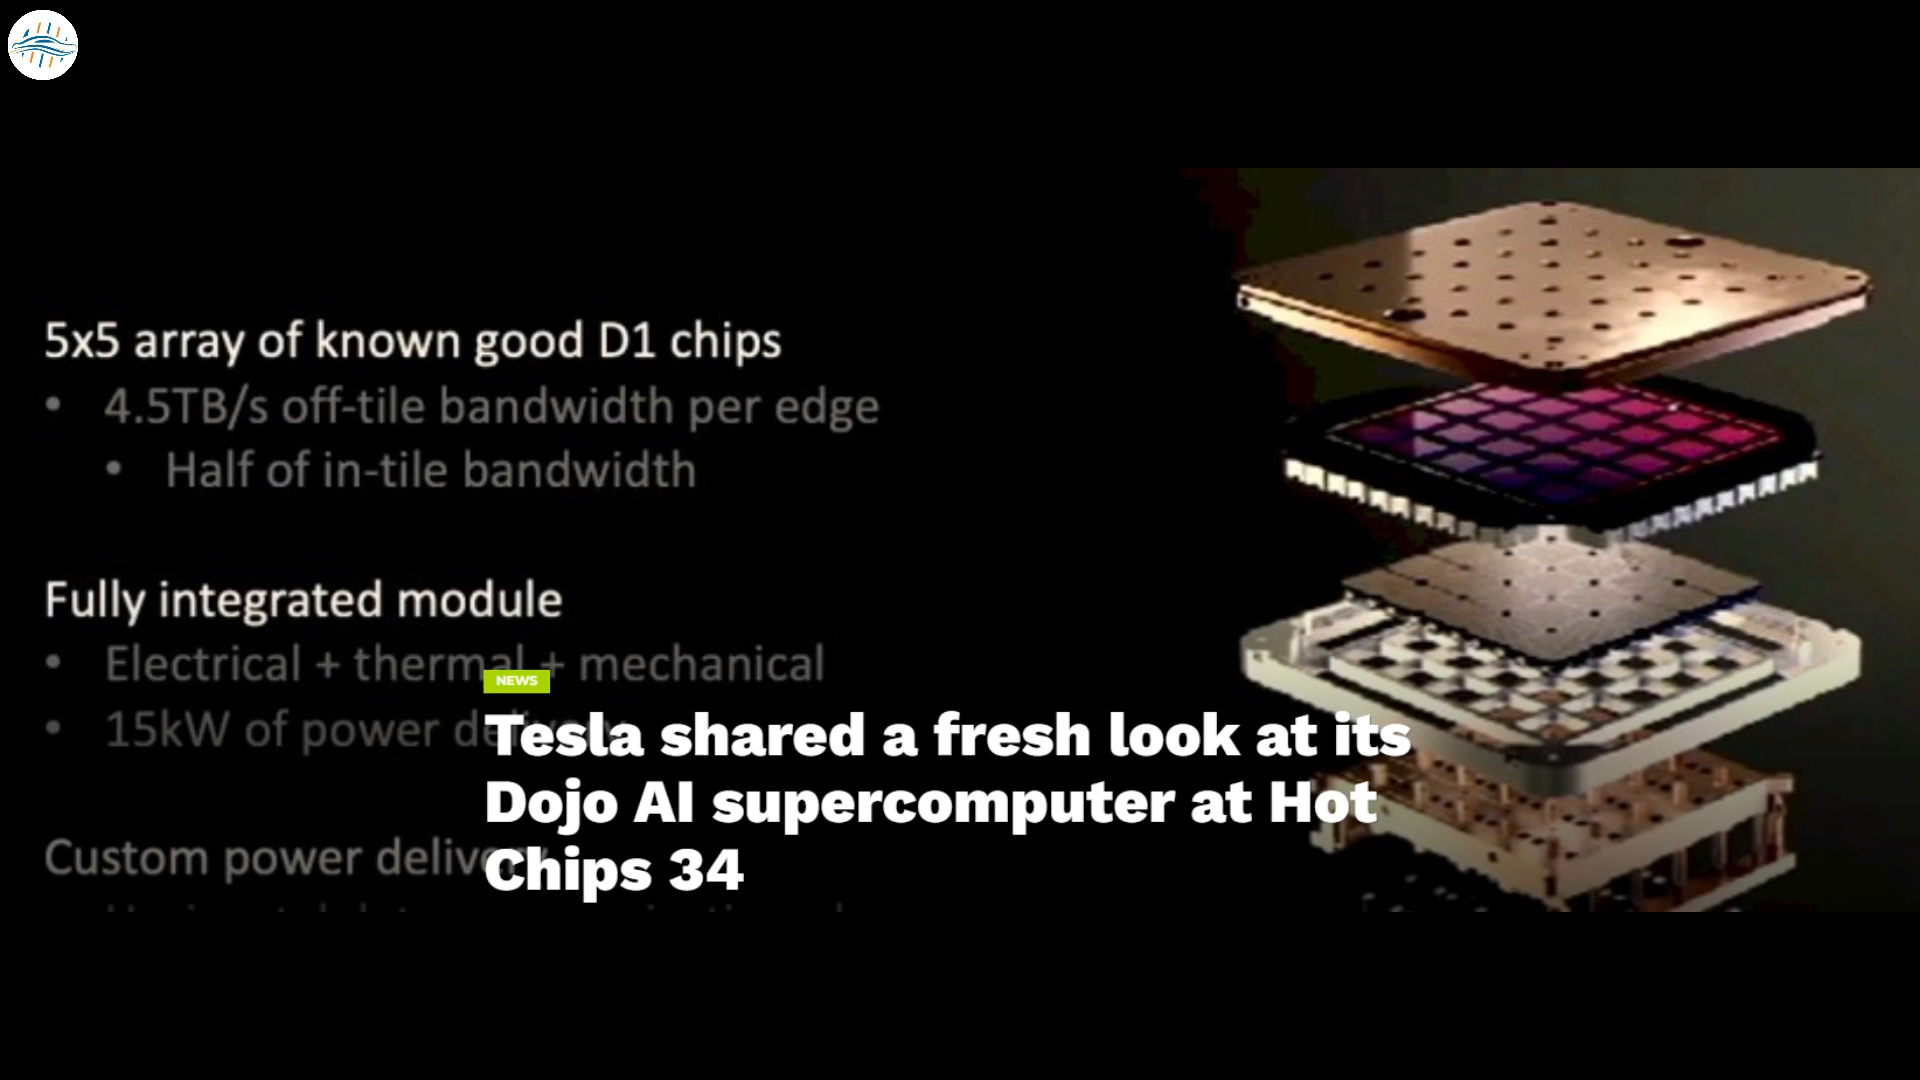 5x5 array of known good D1 chips
• 4.5TB/s off-tile bandwidth per edge
• Half of in-tile bandwidth
Fully integrated module
• Electrical + thermal + mechanical
• 15kW of power delivery
Custom power delivery
NEWS
Tesla shared a fresh look at its
Dojo AI supercomputer at Hot
Chips 34